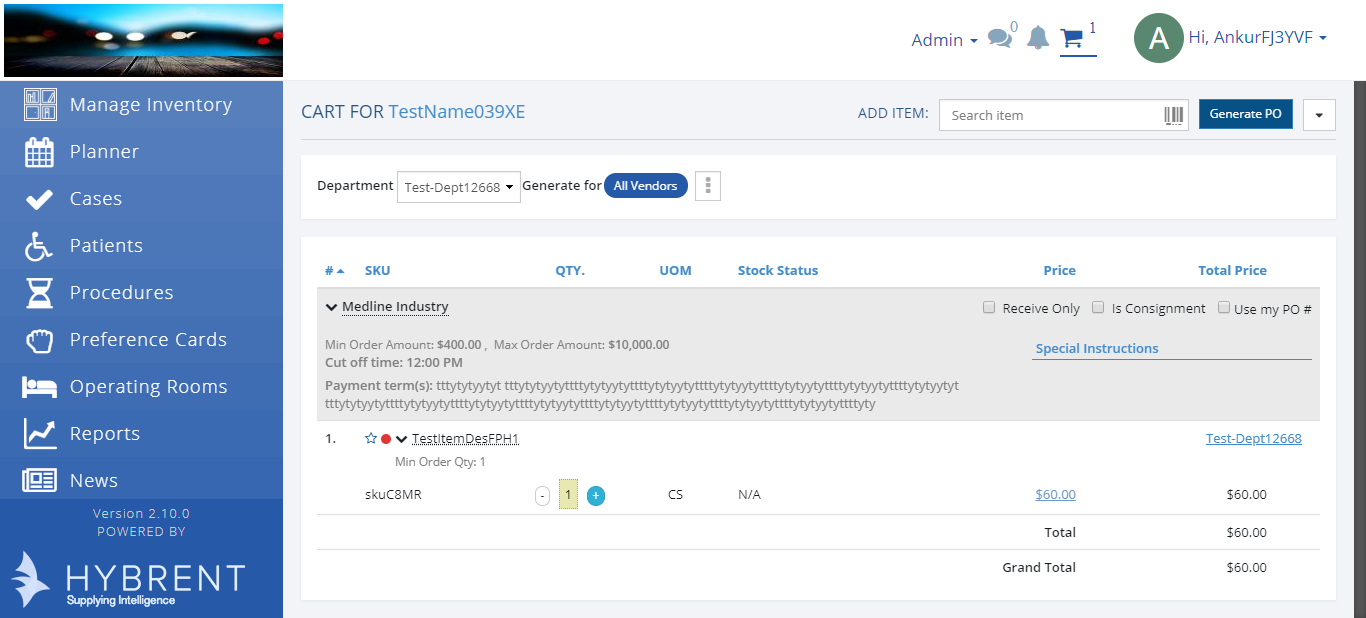 Admin
0
1
A
Hi, AnkurFJ3YVF
Manage Inventory
Planner
Cases
Patients
Procedures
Preference Cards
Operating Rooms
Reports
News
Version 2.10.0
POWERED BY
HYBRENT
Supplying Intelligence
CART FOR TestName039XE
ADD ITEM:
Search item
Generate PO
Department
Test-Dept12668
Generate for
All Vendors
# SKU QTY. UOM Stock Status Price Total Price
Medline Industry
Receive Only Is Consignment Use my PO #
Min Order Amount: $400.00 , Max Order Amount: $10,000.00
Cut off time: 12:00 PM
Special Instructions
1. TestItemDesFPH1 Test-Dept12668
Min Order Qty: 1
skuC8MR - 1 + CS N/A $60.00 $60.00
Total $60.00
Grand Total $60.00